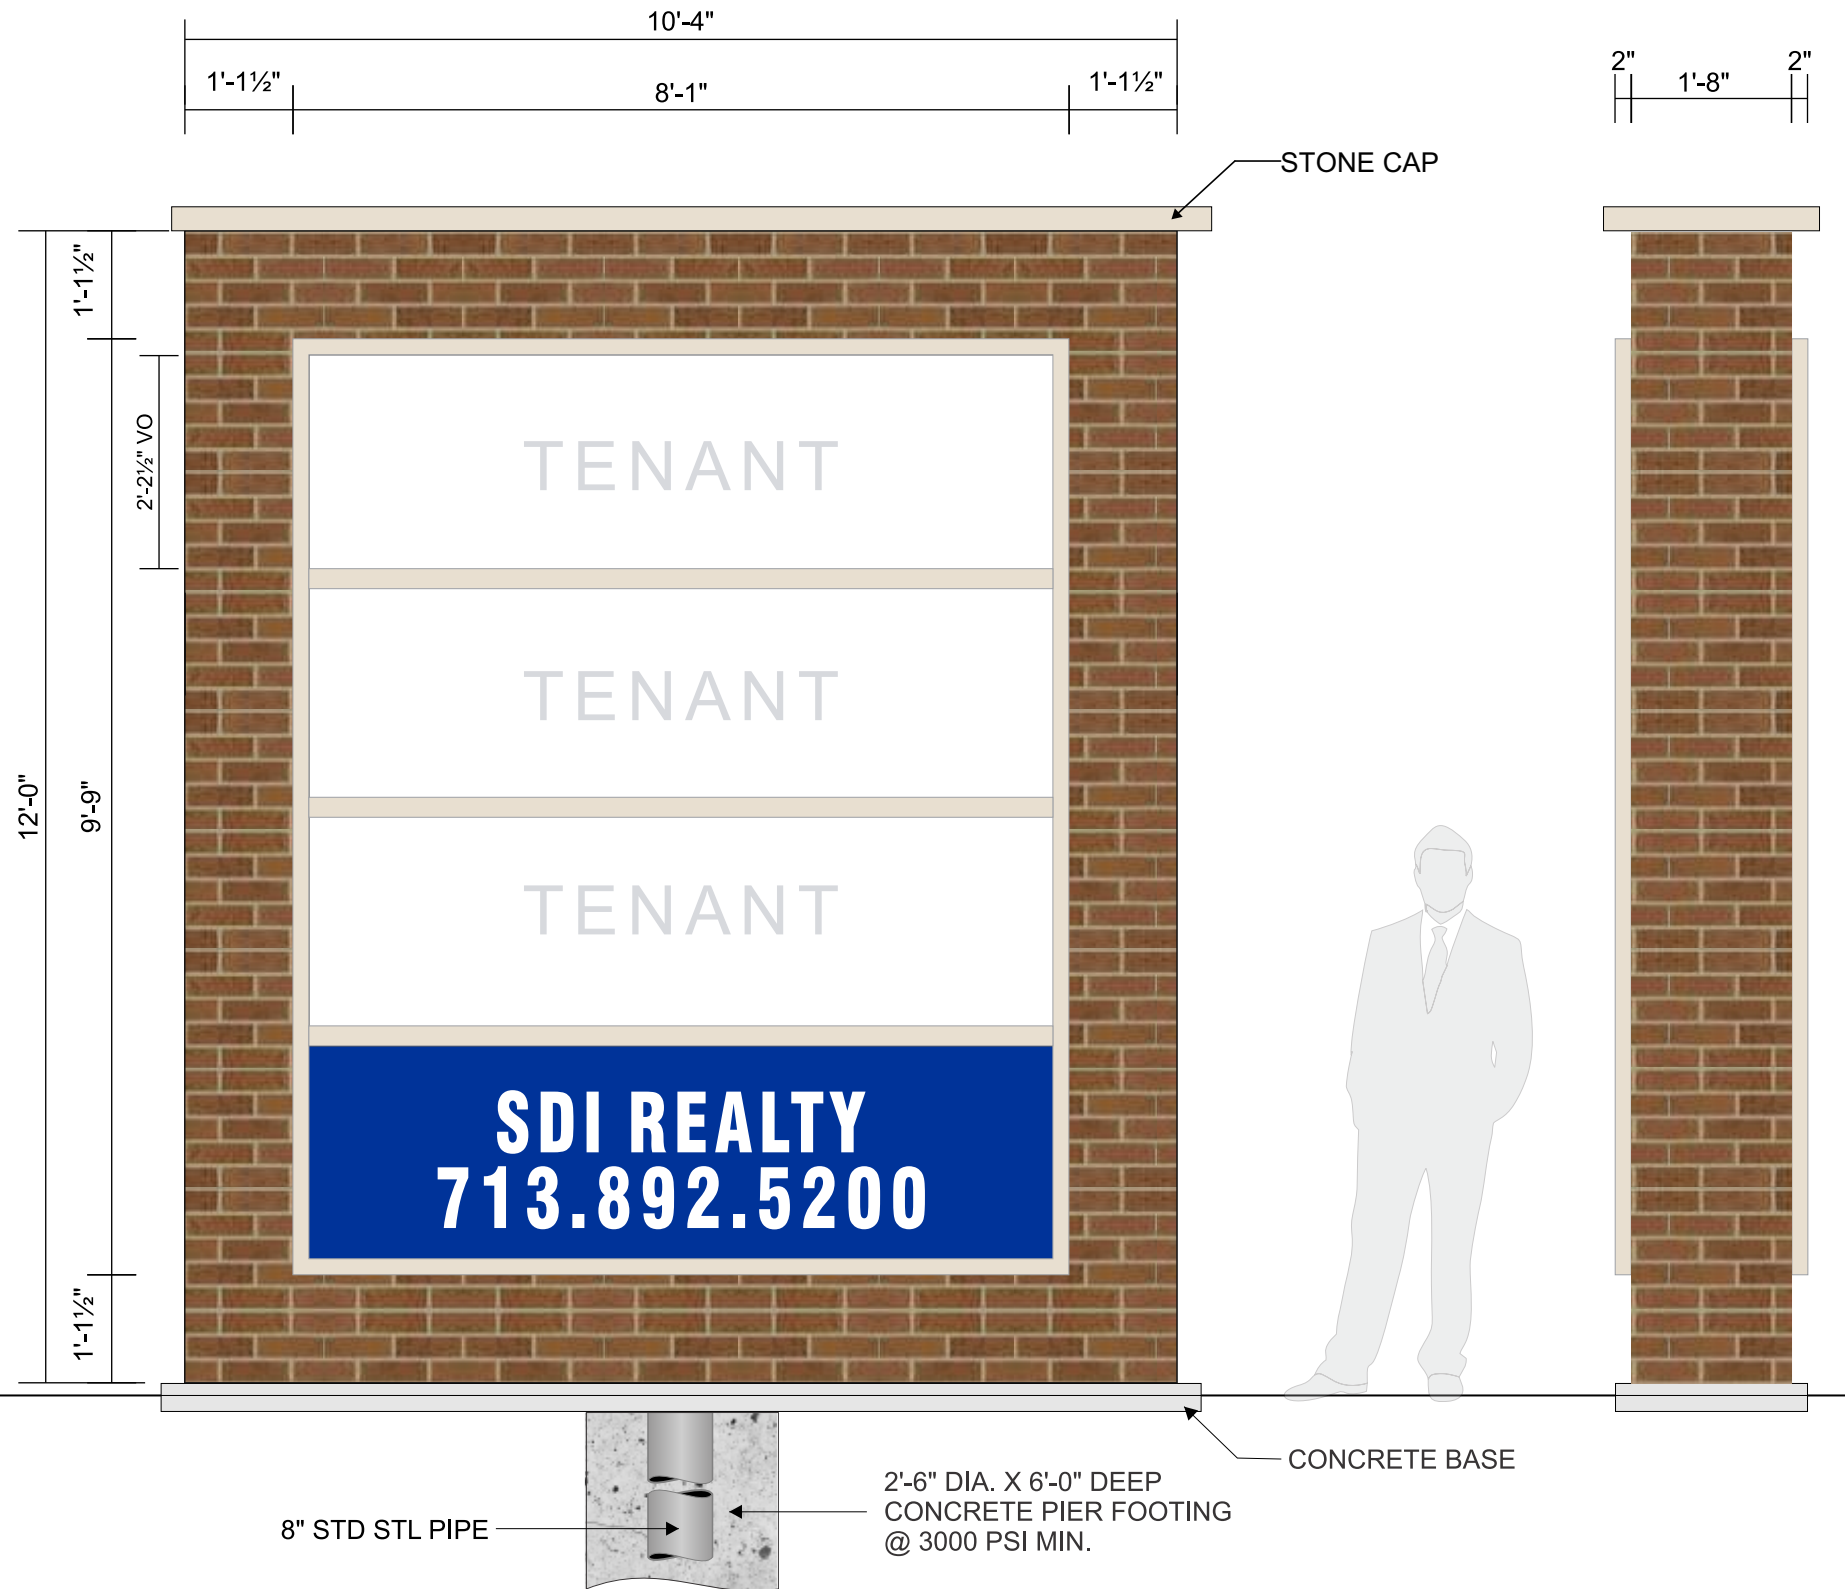 10'-4"
1'-1½"
8'-1"
1'-1½"
2"
1'-8"
2"
STONE CAP
1'-1½"
2'-2½" VO
12'-0"
9'-9"
1'-1½"
TENANT
TENANT
TENANT
SDI REALTY
713.892.5200
CONCRETE BASE
2'-6" DIA. X 6'-0" DEEP
CONCRETE PIER FOOTING
@ 3000 PSI MIN.
8" STD STL PIPE